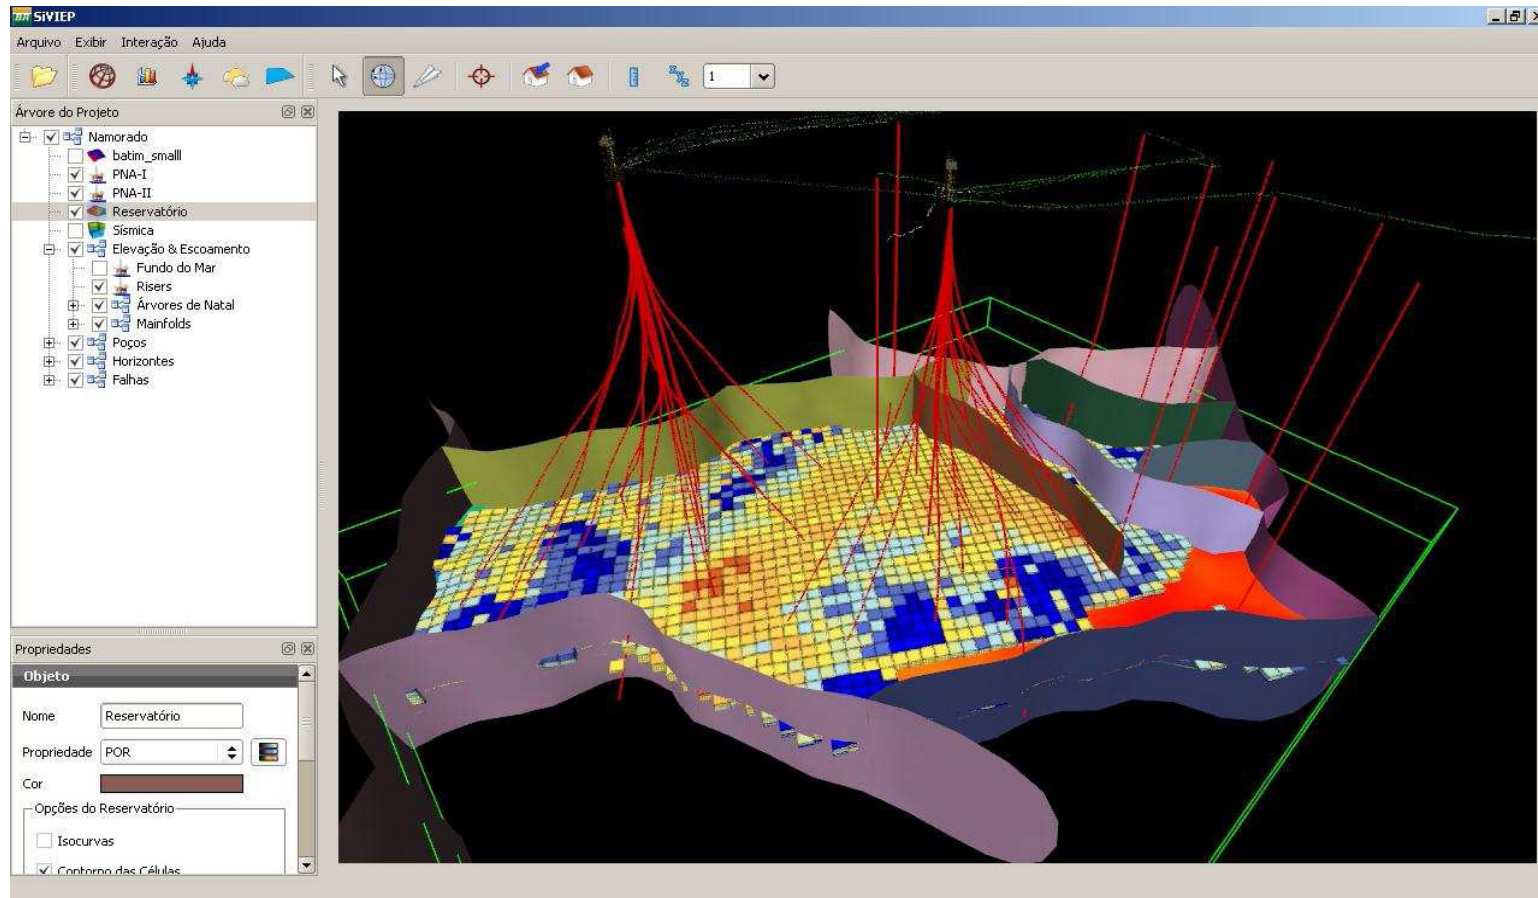 BR SiVIEP
Arquivo Exibir Interação Ajuda
1
Árvore do Projeto
Namorado
batim_smalll
PNA-I
PNA-II
Reservatório
Sísmica
Elevação & Escoamento
Fundo do Mar
Risers
Árvores de Natal
Mainfolds
Poços
Horizontes
Falhas
Propriedades
Objeto
Nome Reservatório
Propriedade POR
Cor
Opções do Reservatório
Isocurvas
Contorno das Células